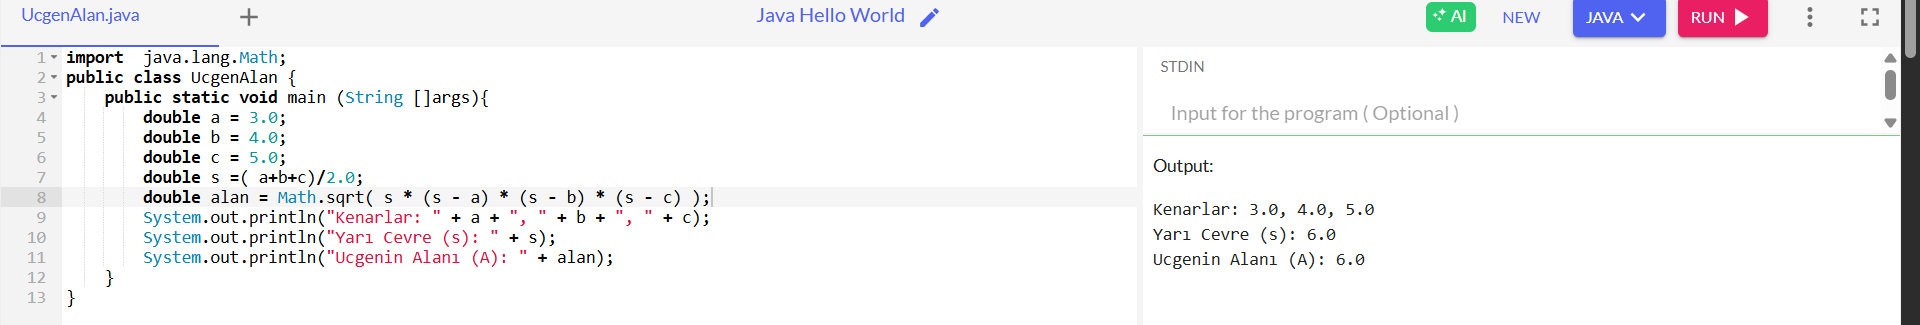 UcgenAlan.java
Java Hello World
AI
NEW
JAVA
RUN
1 import  java.lang.Math;
2 public class UcgenAlan {
3     public static void main (String []args){
4         double a = 3.0;
5         double b = 4.0;
6         double c = 5.0;
7         double s =( a+b+c)/2.0;
8         double alan = Math.sqrt( s * (s - a) * (s - b) * (s - c) );
9         System.out.println("Kenarlar: " + a + ", " + b + ", " + c);
10         System.out.println("Yarı Cevre (s): " + s);
11         System.out.println("Ucgenin Alanı (A): " + alan);
12     }
13 }
STDIN
Input for the program ( Optional )
Output:
Kenarlar: 3.0, 4.0, 5.0
Yarı Cevre (s): 6.0
Ucgenin Alanı (A): 6.0